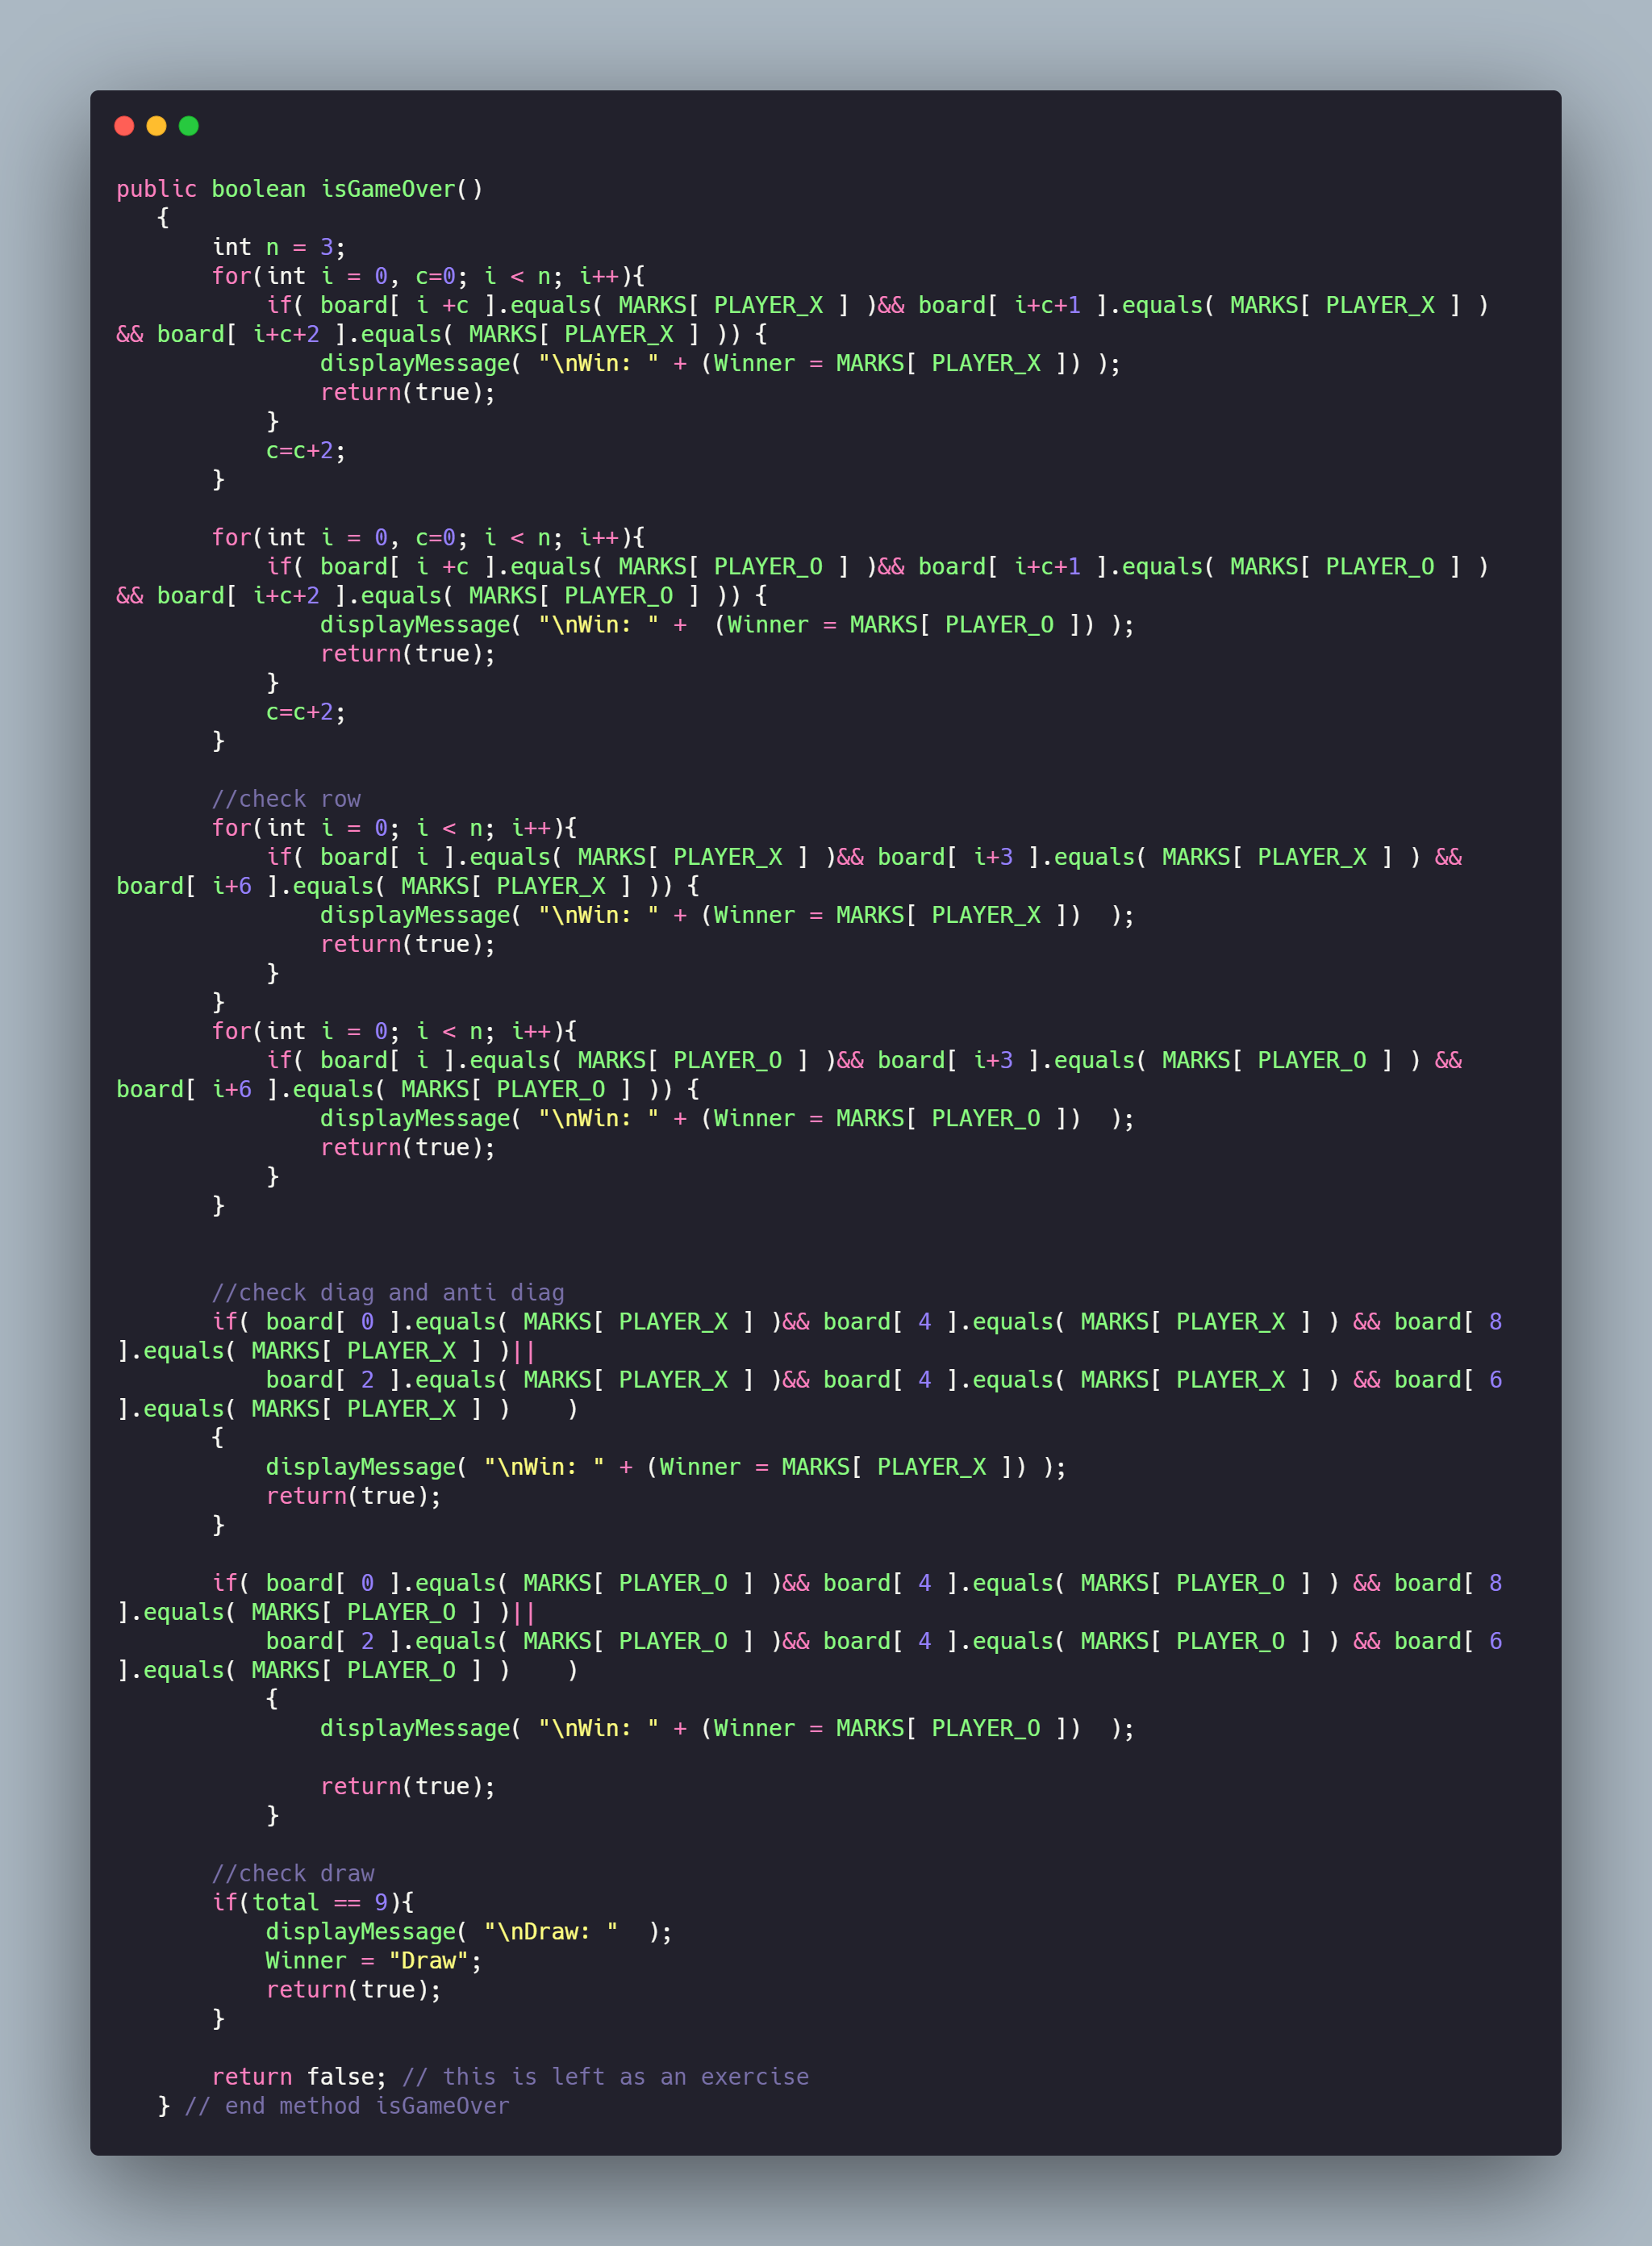 public boolean isGameOver()
   {
       int n = 3;
       for(int i = 0, c=0; i < n; i++){
           if( board[ i +c ].equals( MARKS[ PLAYER_X ] )&& board[ i+c+1 ].equals( MARKS[ PLAYER_X ] )
&& board[ i+c+2 ].equals( MARKS[ PLAYER_X ] )) {
               displayMessage( "\nWin: " + (Winner = MARKS[ PLAYER_X ]) );
               return(true);
           }
           c=c+2;
       }

       for(int i = 0, c=0; i < n; i++){
           if( board[ i +c ].equals( MARKS[ PLAYER_O ] )&& board[ i+c+1 ].equals( MARKS[ PLAYER_O ] )
&& board[ i+c+2 ].equals( MARKS[ PLAYER_O ] )) {
               displayMessage( "\nWin: " +  (Winner = MARKS[ PLAYER_O ]) );
               return(true);
           }
           c=c+2;
       }

       //check row
       for(int i = 0; i < n; i++){
           if( board[ i ].equals( MARKS[ PLAYER_X ] )&& board[ i+3 ].equals( MARKS[ PLAYER_X ] ) &&
board[ i+6 ].equals( MARKS[ PLAYER_X ] )) {
               displayMessage( "\nWin: " + (Winner = MARKS[ PLAYER_X ])  );
               return(true);
           }
       }
       for(int i = 0; i < n; i++){
           if( board[ i ].equals( MARKS[ PLAYER_O ] )&& board[ i+3 ].equals( MARKS[ PLAYER_O ] ) &&
board[ i+6 ].equals( MARKS[ PLAYER_O ] )) {
               displayMessage( "\nWin: " + (Winner = MARKS[ PLAYER_O ])  );
               return(true);
           }
       }


       //check diag and anti diag
       if( board[ 0 ].equals( MARKS[ PLAYER_X ] )&& board[ 4 ].equals( MARKS[ PLAYER_X ] ) && board[ 8
].equals( MARKS[ PLAYER_X ] )||
           board[ 2 ].equals( MARKS[ PLAYER_X ] )&& board[ 4 ].equals( MARKS[ PLAYER_X ] ) && board[ 6
].equals( MARKS[ PLAYER_X ] )    )
       {
           displayMessage( "\nWin: " + (Winner = MARKS[ PLAYER_X ]) );
           return(true);
       }

       if( board[ 0 ].equals( MARKS[ PLAYER_O ] )&& board[ 4 ].equals( MARKS[ PLAYER_O ] ) && board[ 8
].equals( MARKS[ PLAYER_O ] )||
           board[ 2 ].equals( MARKS[ PLAYER_O ] )&& board[ 4 ].equals( MARKS[ PLAYER_O ] ) && board[ 6
].equals( MARKS[ PLAYER_O ] )    )
           {
               displayMessage( "\nWin: " + (Winner = MARKS[ PLAYER_O ])  );

               return(true);
           }

       //check draw
       if(total == 9){
           displayMessage( "\nDraw: "  );
           Winner = "Draw";
           return(true);
       }

       return false; // this is left as an exercise
   } // end method isGameOver